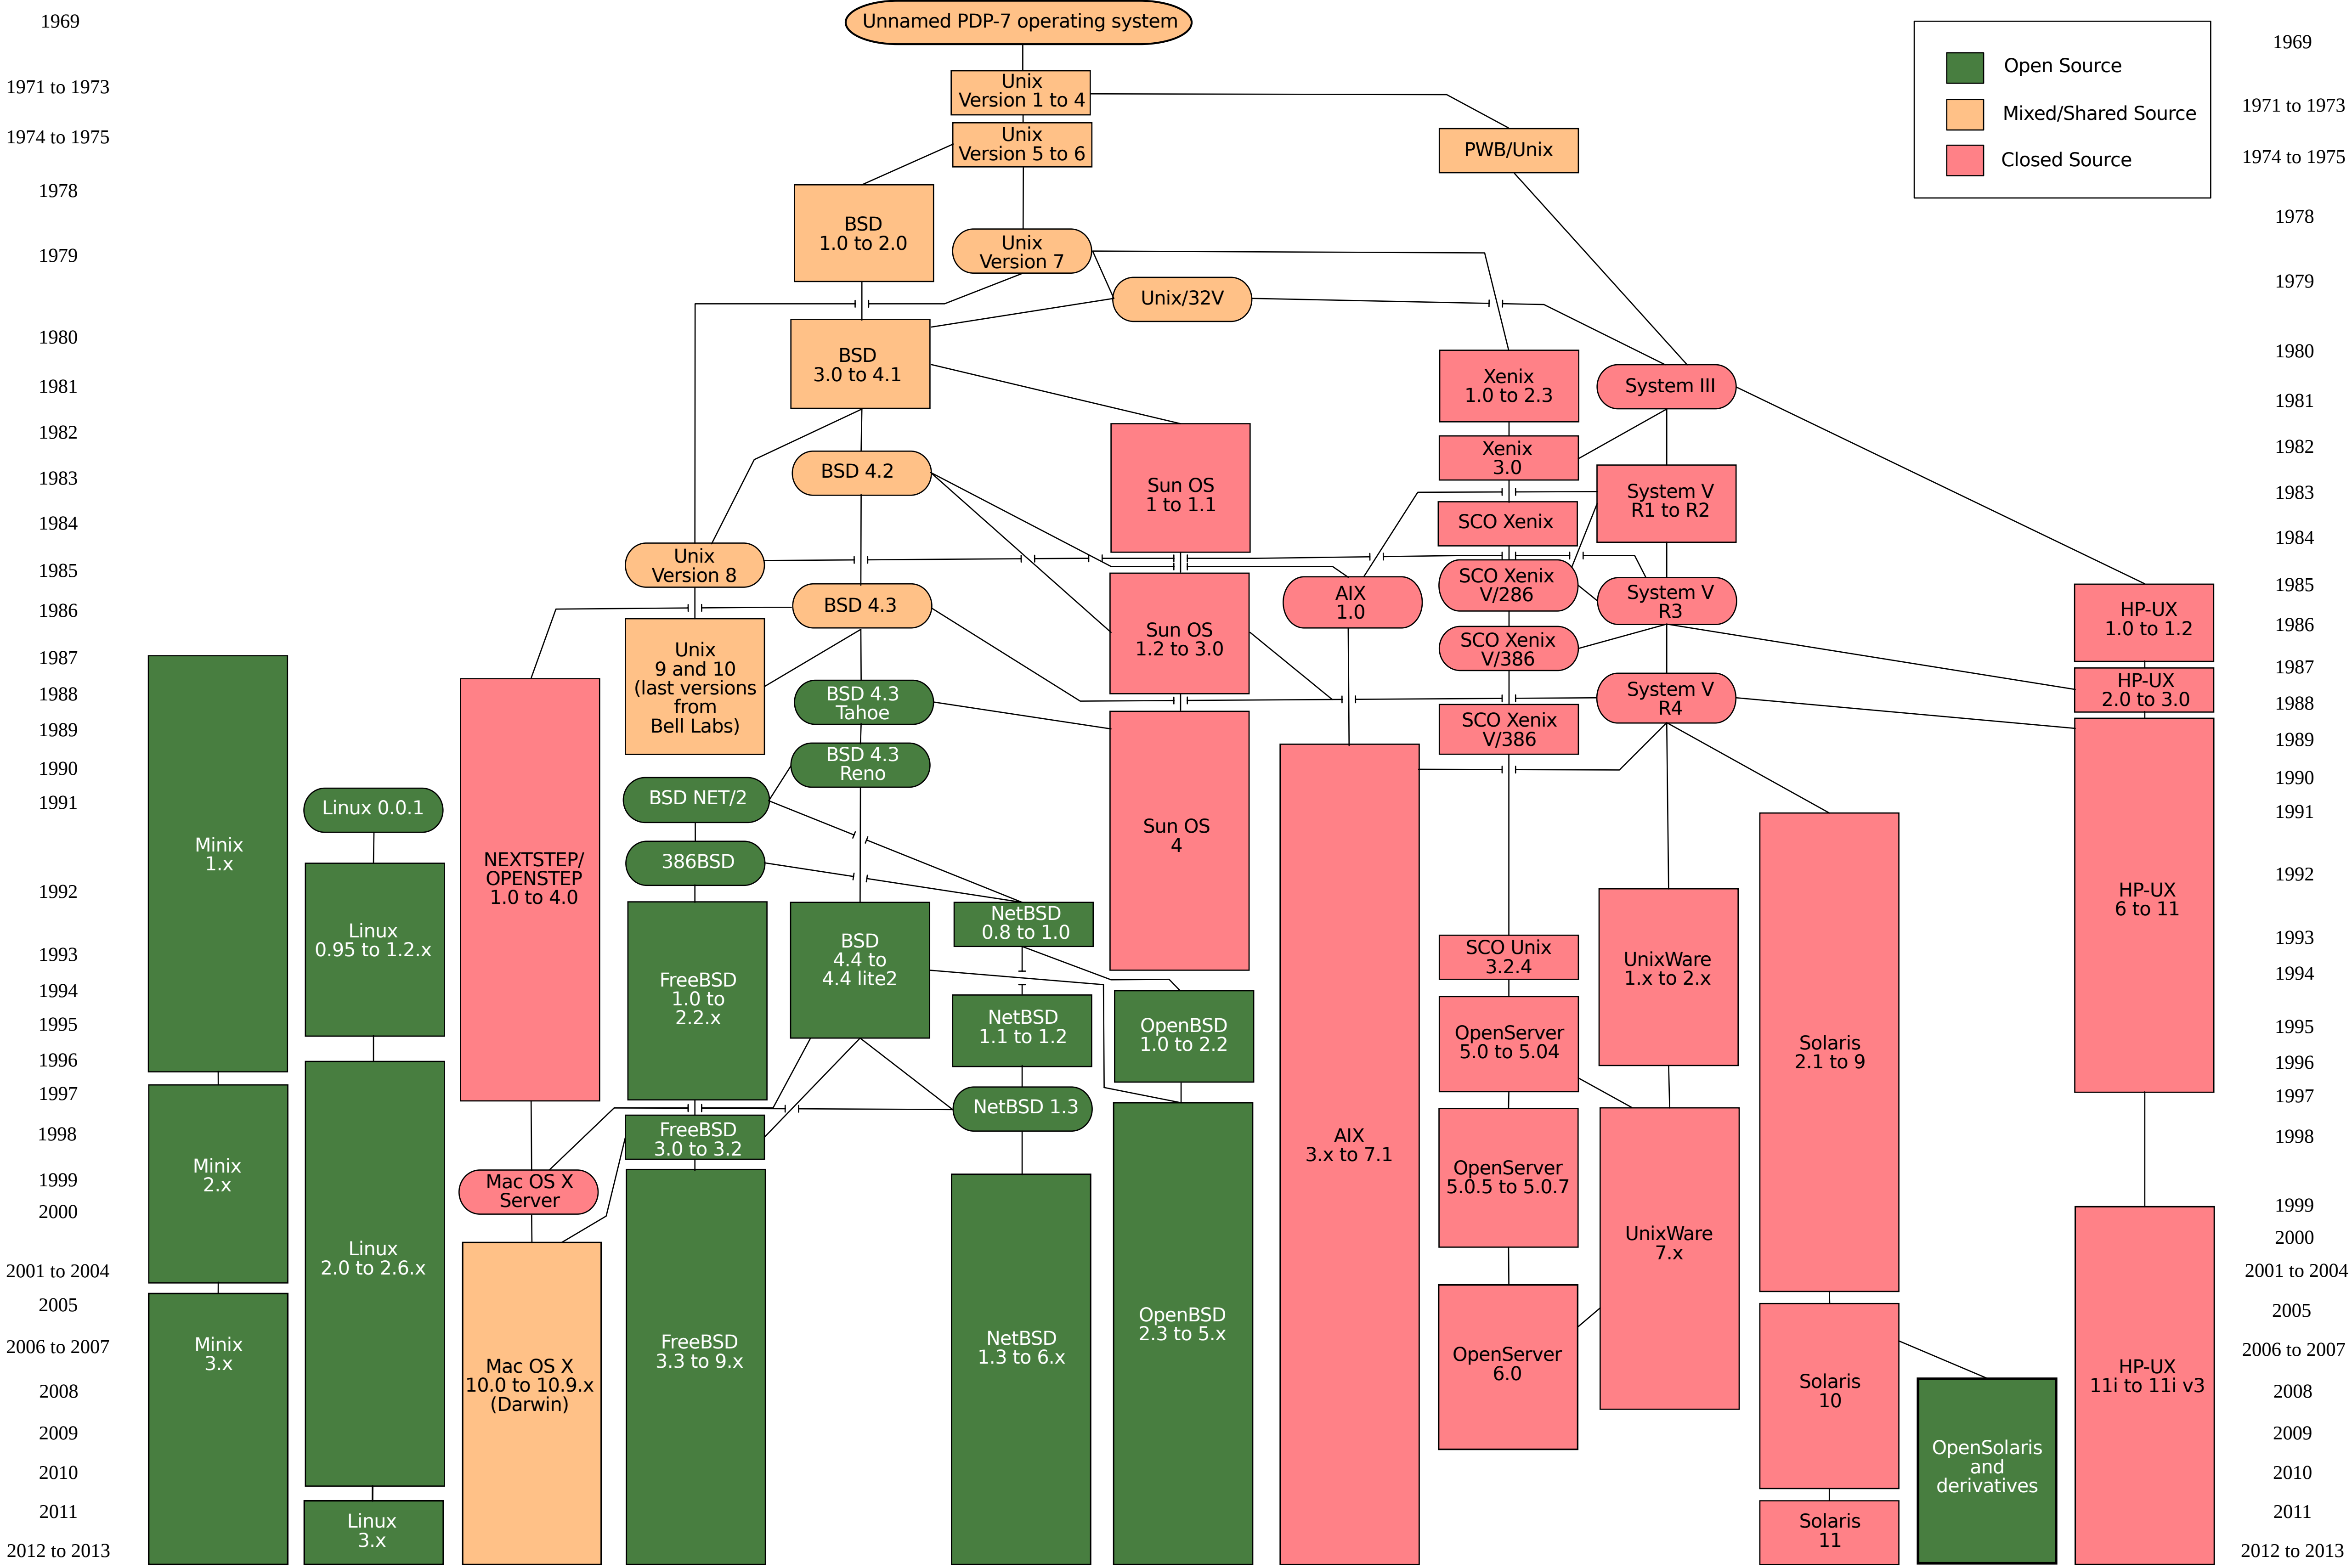 Unnamed PDP-7 operating system
1969
1971 to 1973
1974 to 1975
1978
1979
1980
1981
1982
1983
1984
1985
1986
1987
1988
1989
1990
1991
1992
1993
1994
1995
1996
1997
1998
1999
2000
2001 to 2004
2005
2006 to 2007
2008
2009
2010
2011
2012 to 2013
Open Source
Mixed/Shared Source
Closed Source
Unix
Version 1 to 4
Unix
Version 5 to 6
PWB/Unix
BSD
1.0 to 2.0
Unix
Version 7
Unix/32V
BSD
3.0 to 4.1
Xenix
1.0 to 2.3
System III
Xenix
3.0
BSD 4.2
Sun OS
1 to 1.1
System V
R1 to R2
SCO Xenix
Unix
Version 8
SCO Xenix
V/286
AIX
1.0
System V
R3
BSD 4.3
HP-UX
1.0 to 1.2
Sun OS
1.2 to 3.0
SCO Xenix
V/386
Unix
9 and 10
(last versions
from
Bell Labs)
HP-UX
2.0 to 3.0
BSD 4.3
Tahoe
System V
R4
SCO Xenix
V/386
BSD 4.3
Reno
BSD NET/2
Linux 0.0.1
Sun OS
4
Minix
1.x
386BSD
NEXTSTEP/
OPENSTEP
1.0 to 4.0
HP-UX
6 to 11
Linux
0.95 to 1.2.x
NetBSD
0.8 to 1.0
BSD
4.4 to
4.4 lite2
SCO Unix
3.2.4
UnixWare
1.x to 2.x
FreeBSD
1.0 to
2.2.x
NetBSD
1.1 to 1.2
OpenBSD
1.0 to 2.2
OpenServer
5.0 to 5.04
Solaris
2.1 to 9
NetBSD 1.3
FreeBSD
3.0 to 3.2
AIX
3.x to 7.1
Minix
2.x
OpenServer
5.0.5 to 5.0.7
Mac OS X
Server
Linux
2.0 to 2.6.x
UnixWare
7.x
OpenBSD
2.3 to 5.x
Minix
3.x
FreeBSD
3.3 to 9.x
NetBSD
1.3 to 6.x
OpenServer
6.0
Mac OS X
10.0 to 10.9.x
(Darwin)
Solaris
10
HP-UX
11i to 11i v3
OpenSolaris
and
derivatives
Linux
3.x
Solaris
11
1969
1971 to 1973
1974 to 1975
1978
1979
1980
1981
1982
1983
1984
1985
1986
1987
1988
1989
1990
1991
1992
1993
1994
1995
1996
1997
1998
1999
2000
2001 to 2004
2005
2006 to 2007
2008
2009
2010
2011
2012 to 2013